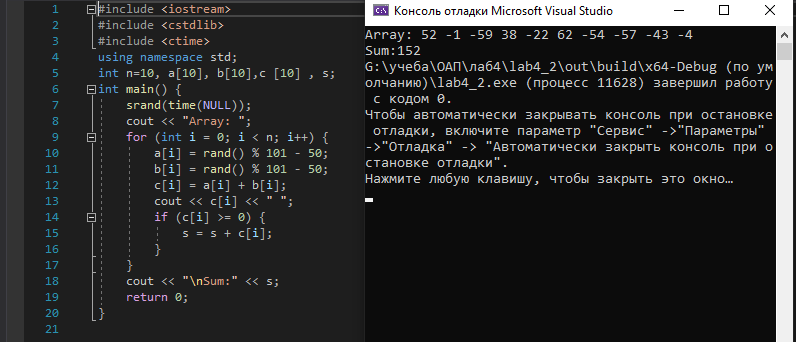 1 #include <iostream>
2 #include <cstdlib>
3 #include <ctime>
4 using namespace std;
5 int n=10, a[10], b[10],c [10] , s;
6 int main() {
7 srand(time(NULL));
8 cout << "Array: ";
9 for (int i = 0; i < n; i++) {
10 a[i] = rand() % 101 - 50;
11 b[i] = rand() % 101 - 50;
12 c[i] = a[i] + b[i];
13 cout << c[i] << " ";
14 if (c[i] >= 0) {
15 s = s + c[i];
16 }
17 }
18 cout << "\nSum:" << s;
19 return 0;
20 }
21
Консоль отладки Microsoft Visual Studio
Array: 52 -1 -59 38 -22 62 -54 -57 -43 -4
Sum:152
G:\учеба\ОАП\лаб4\lab4_2\out\build\x64-Debug (по ум
олчанию)\lab4_2.exe (процесс 11628) завершил работу
с кодом 0.
Чтобы автоматически закрывать консоль при остановке
отладки, включите параметр "Сервис" ->"Параметры"
->"Отладка" -> "Автоматически закрыть консоль при о
становке отладки".
Нажмите любую клавишу, чтобы закрыть это окно…